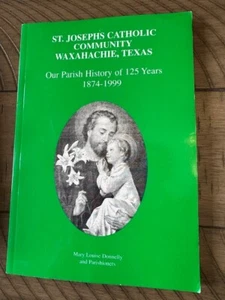 ST. JOSEPHS CATHOLIC
COMMUNITY
WAXAHACHIE, TEXAS
Our Parish History of 125 Years
1874-1999
Mary Louise Donnelly
and Parishioners